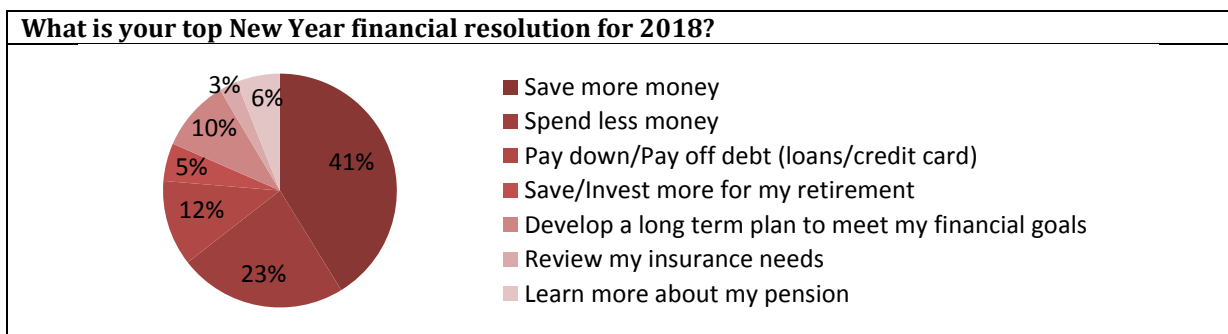 What is your top New Year financial resolution for 2018?
3%
6%
10%
5%
12%
23%
41%
Save more money
Spend less money
Pay down/Pay off debt (loans/credit card)
Save/Invest more for my retirement
Develop a long term plan to meet my financial goals
Review my insurance needs
Learn more about my pension